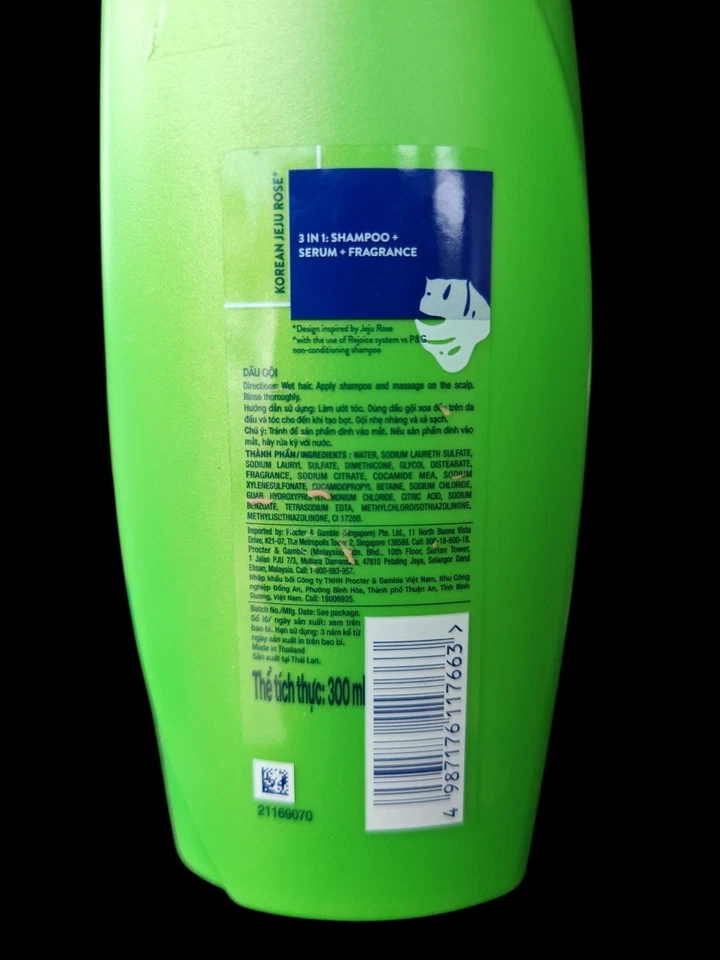 KOREAN JEJU ROSE*
3 IN 1: SHAMPOO +
SERUM + FRAGRANCE
*Design inspired by Jeju Rose
^with the use of Rejoice system vs P&G
non-conditioning shampoo
DẦU GỘI
Directions: Wet hair. Apply shampoo and massage on the scalp.
Rinse thoroughly.
Hướng dẫn sử dụng: Làm ướt tóc. Dùng dầu gội xoa đều trên da
đầu và tóc cho đến khi tạo bọt. Gội nhẹ nhàng và xả sạch.
Chú ý: Tránh để sản phẩm dính vào mắt. Nếu sản phẩm dính vào
mắt, hãy rửa kỹ với nước.
THÀNH PHẦN/INGREDIENTS : WATER, SODIUM LAURETH SULFATE,
SODIUM LAURYL SULFATE, DIMETHICONE, GLYCOL DISTEARATE,
FRAGRANCE, SODIUM CITRATE, COCAMIDE MEA, SODIUM
XYLENESULFONATE, COCAMIDOPROPYL BETAINE, SODIUM CHLORIDE,
GUAR HYDROXYPROPYLTRIMONIUM CHLORIDE, CITRIC ACID, SODIUM
BENZOATE, TETRASODIUM EDTA, METHYLCHLOROISOTHIAZOLINONE,
METHYLISOTHIAZOLINONE, CI 17200.
Imported by: Procter & Gamble (Singapore) Pte. Ltd., 11 North Buona Vista
Drive, #21-07, The Metropolis Tower 2, Singapore 138589. Call: 800-18-600-18.
Procter & Gamble (Malaysia) Sdn. Bhd., 10th Floor, Surian Tower,
1 Jalan PJU 7/3, Mutiara Damansara, 47810 Petaling Jaya, Selangor Darul
Ehsan, Malaysia. Call: 1-800-883-957.
Nhập khẩu bởi: Công ty TNHH Procter & Gamble Việt Nam, Khu Công
nghiệp Đồng An, Phường Bình Hòa, Thành phố Thuận An, Tỉnh Bình
Dương, Việt Nam. Call: 18006935.
Batch No./Mfg. Date: See package.
Số lô/ ngày sản xuất: xem trên
bao bì. Hạn sử dụng: 3 năm kể từ
ngày sản xuất in trên bao bì.
Made in Thailand
Sản xuất tại Thái Lan.
Thể tích thực: 300 ml
4 987176 117663 >
21169070